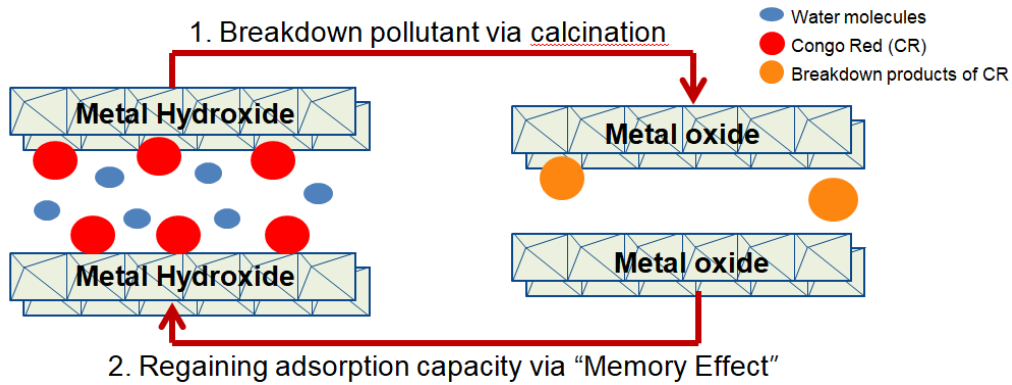 1. Breakdown pollutant via calcination
Water molecules
Congo Red (CR)
Breakdown products of CR
Metal Hydroxide
Metal oxide
Metal Hydroxide
Metal oxide
2. Regaining adsorption capacity via “Memory Effect”